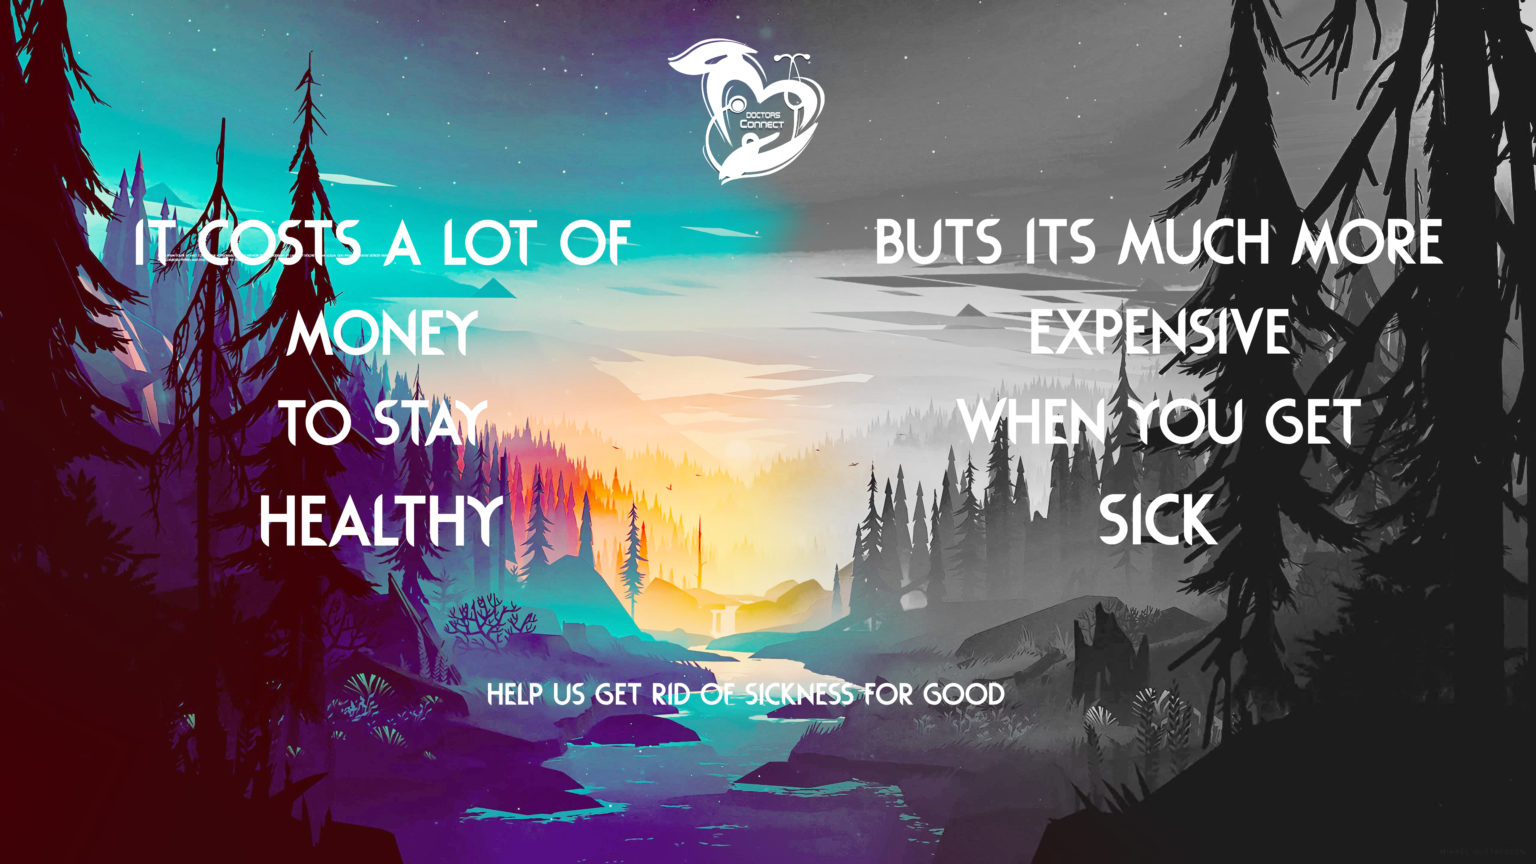 DOCTORS
CONNECT
IT COSTS A LOT OF
MONEY
TO STAY
HEALTHY
BUTS ITS MUCH MORE
EXPENSIVE
WHEN YOU GET
SICK
HELP US GET RID OF SICKNESS FOR GOOD